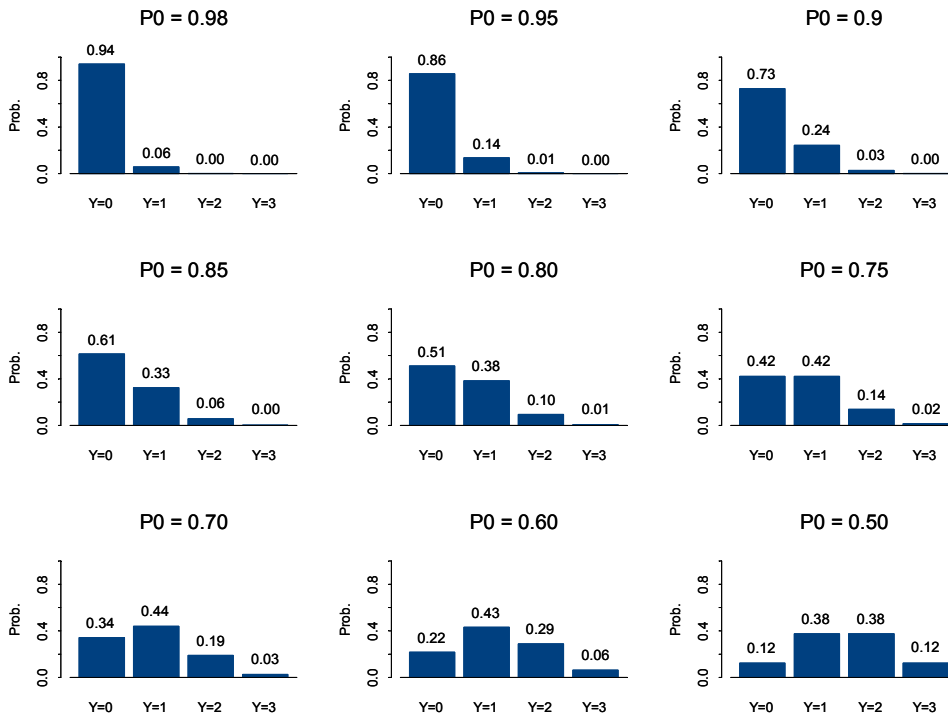 P0 = 0.98
Prob.
0.0 0.4 0.8
0.94 0.06 0.00 0.00
Y=0 Y=1 Y=2 Y=3
P0 = 0.95
Prob.
0.0 0.4 0.8
0.86 0.14 0.01 0.00
Y=0 Y=1 Y=2 Y=3
P0 = 0.9
Prob.
0.0 0.4 0.8
0.73 0.24 0.03 0.00
Y=0 Y=1 Y=2 Y=3
P0 = 0.85
Prob.
0.0 0.4 0.8
0.61 0.33 0.06 0.00
Y=0 Y=1 Y=2 Y=3
P0 = 0.80
Prob.
0.0 0.4 0.8
0.51 0.38 0.10 0.01
Y=0 Y=1 Y=2 Y=3
P0 = 0.75
Prob.
0.0 0.4 0.8
0.42 0.42 0.14 0.02
Y=0 Y=1 Y=2 Y=3
P0 = 0.70
Prob.
0.0 0.4 0.8
0.34 0.44 0.19 0.03
Y=0 Y=1 Y=2 Y=3
P0 = 0.60
Prob.
0.0 0.4 0.8
0.22 0.43 0.29 0.06
Y=0 Y=1 Y=2 Y=3
P0 = 0.50
Prob.
0.0 0.4 0.8
0.12 0.38 0.38 0.12
Y=0 Y=1 Y=2 Y=3